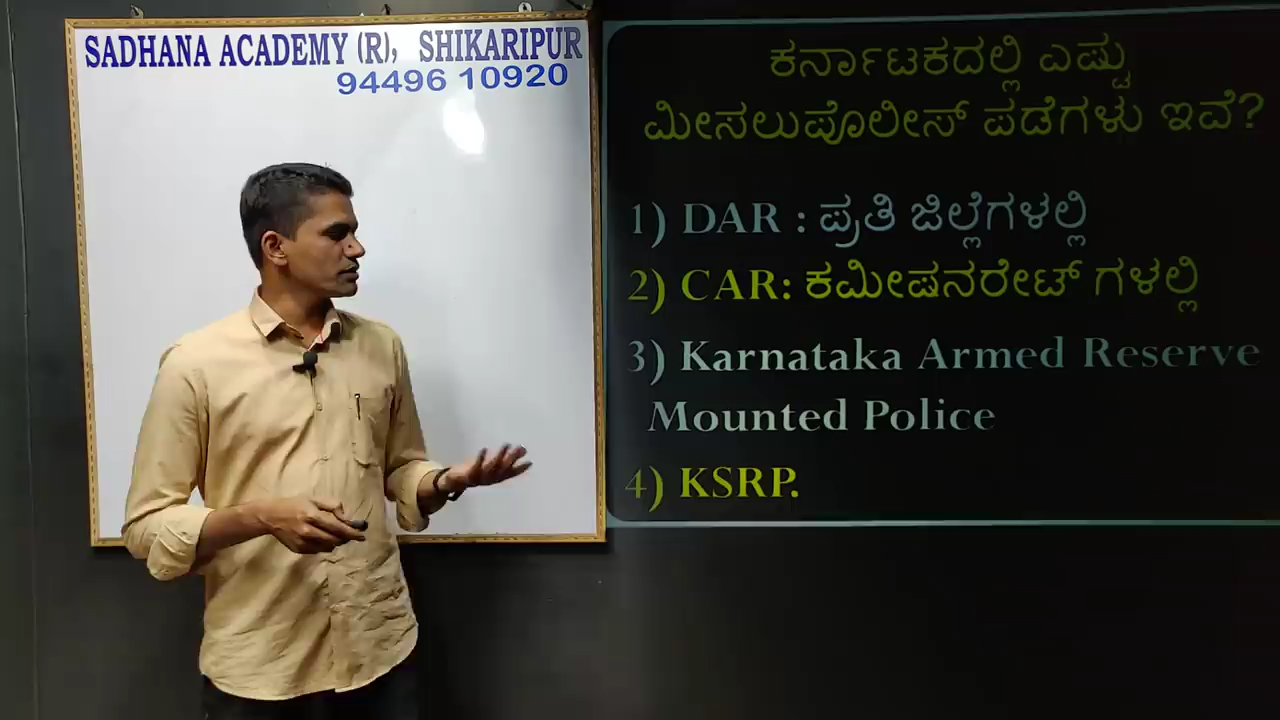 SADHANA ACADEMY (R), SHIKARIPUR
94496 10920
ಕರ್ನಾಟಕದಲ್ಲಿ ಎಷ್ಟು
ಮೀಸಲುಪೊಲೀಸ್ ಪಡೆಗಳು ಇವೆ?
1) DAR : ಪ್ರತಿ ಜಿಲ್ಲೆಗಳಲ್ಲಿ
2) CAR: ಕಮೀಷನರೇಟ್ ಗಳಲ್ಲಿ
3) Karnataka Armed Reserve
Mounted Police
4) KSRP.